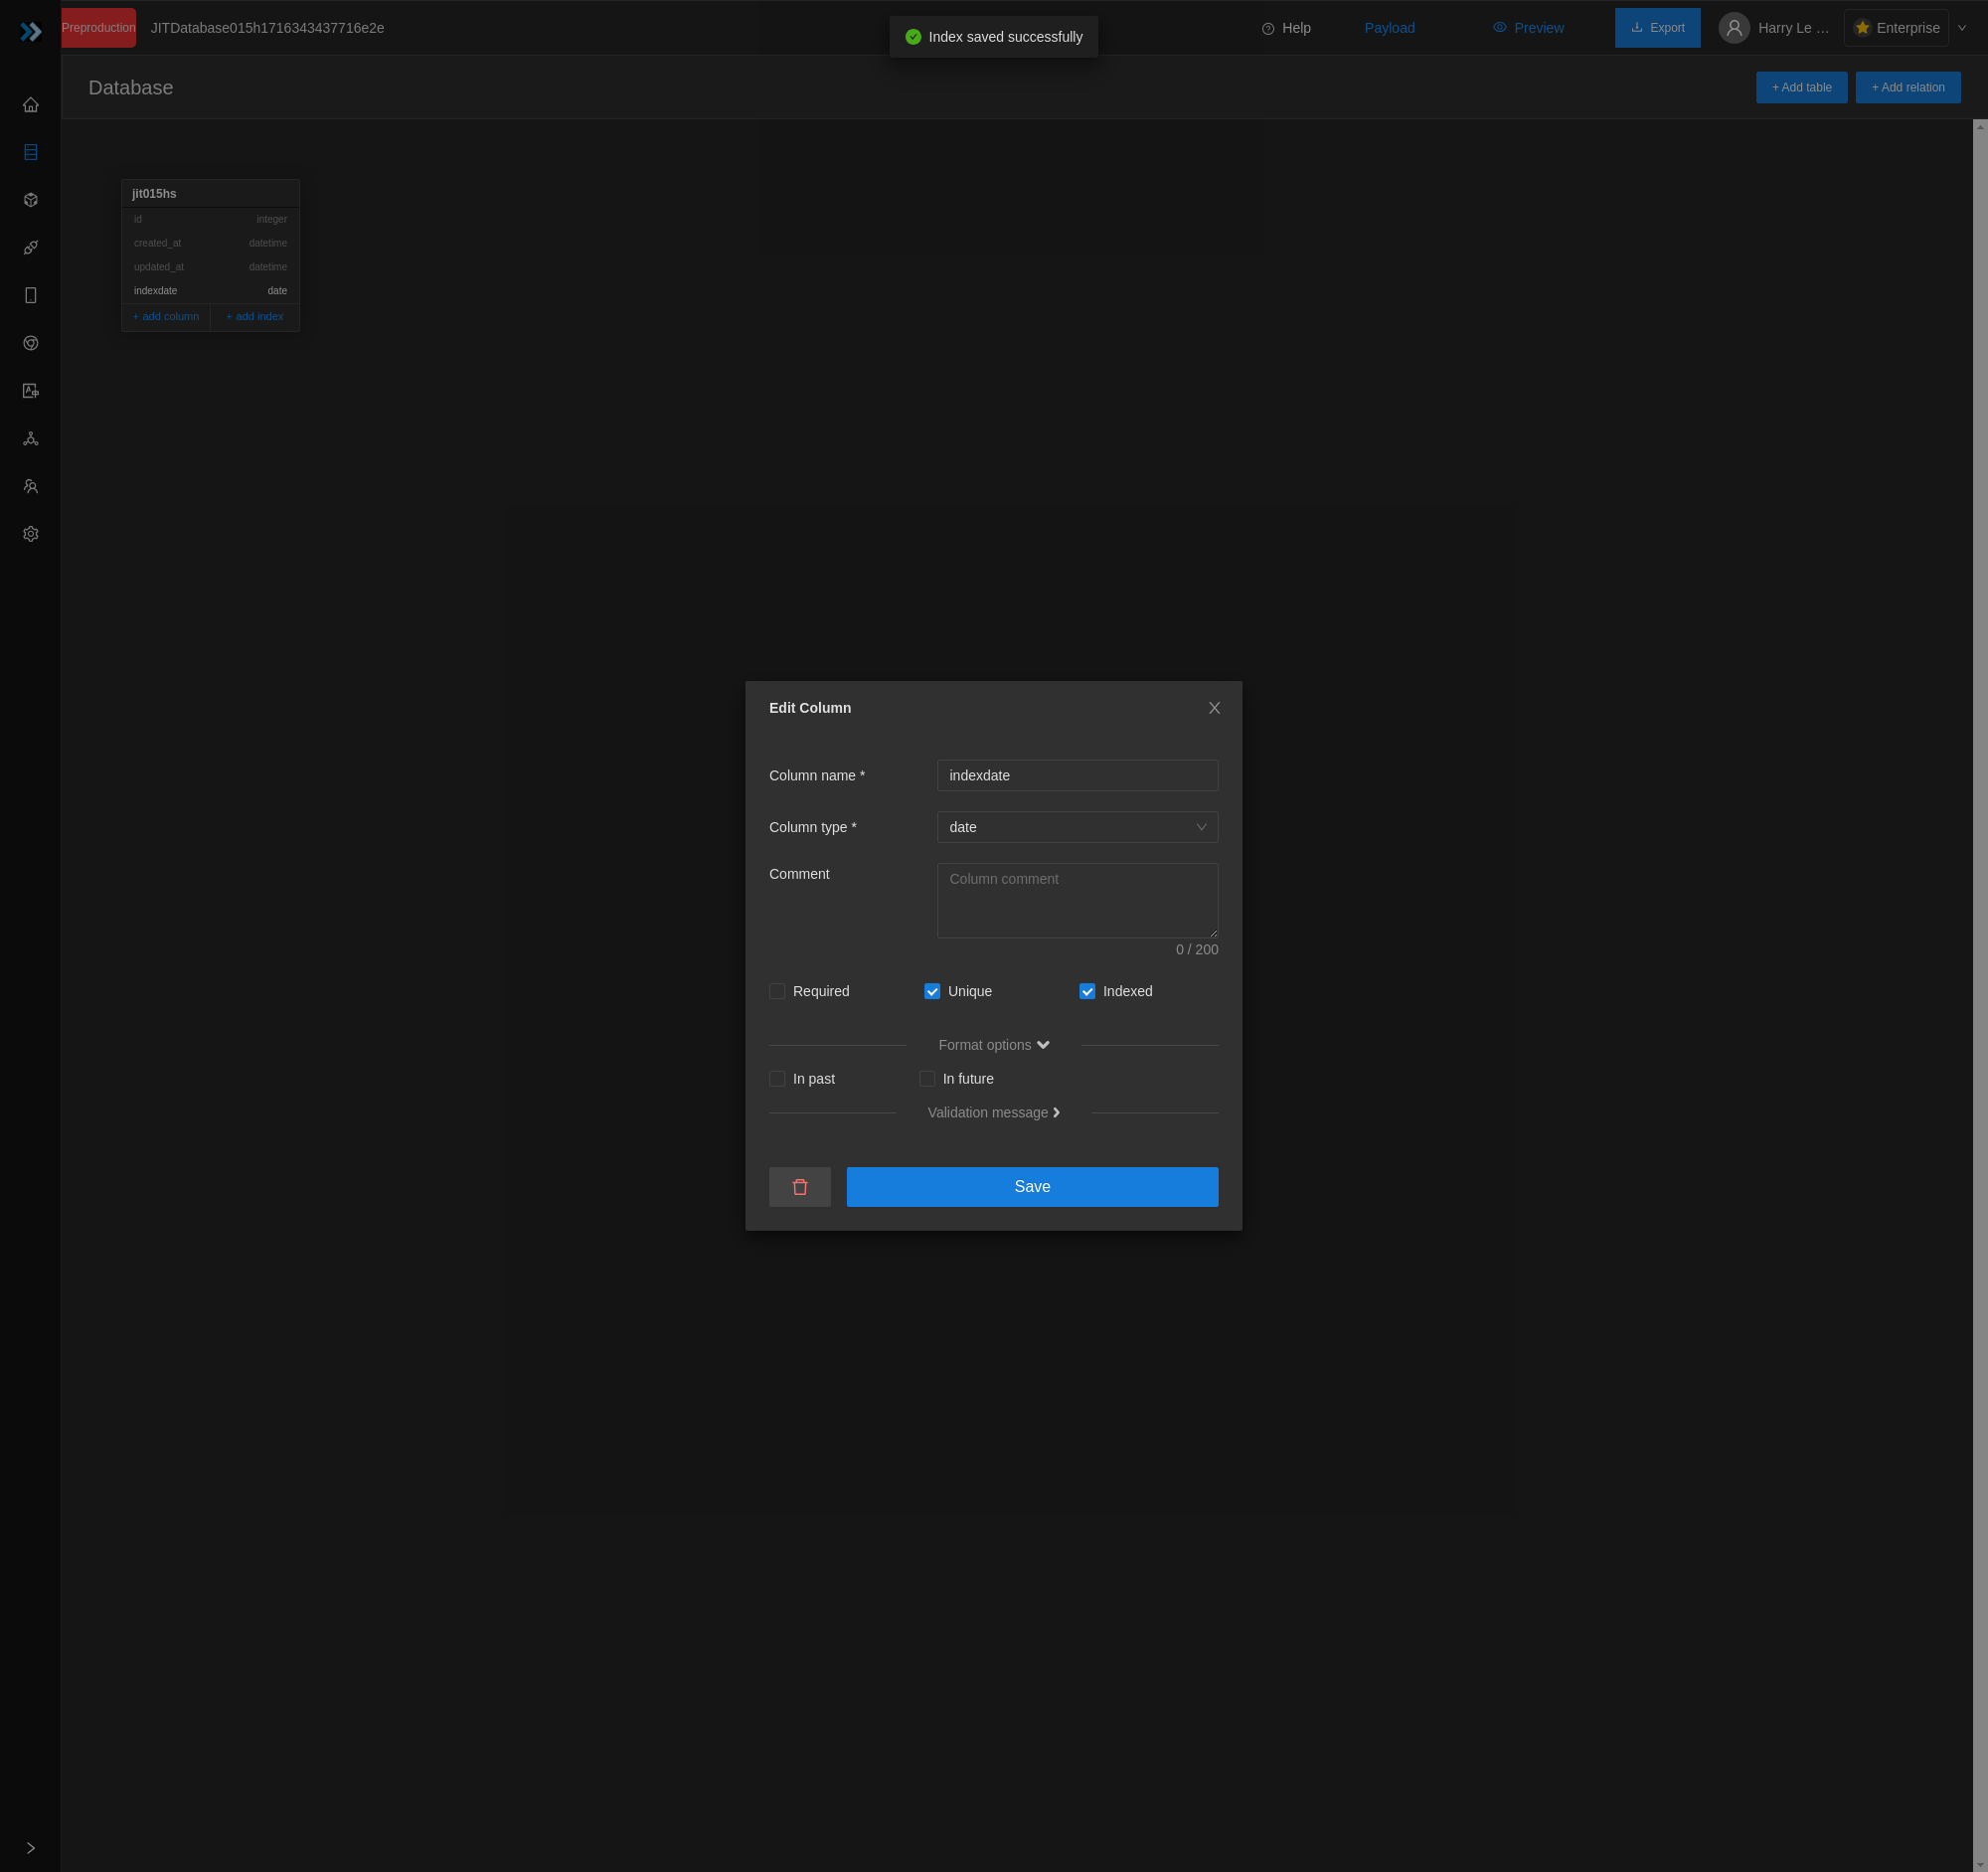 Preproduction JITDatabase015h1716343437716e2e Index saved successfully Help Payload Preview Export Harry Le ... Enterprise
Database + Add table + Add relation
jit015hs
id integer
created_at datetime
updated_at datetime
indexdate date
+ add column + add index
Edit Column
Column name * indexdate
Column type * date
Comment Column comment
0 / 200
Required Unique Indexed
Format options
In past In future
Validation message
Save